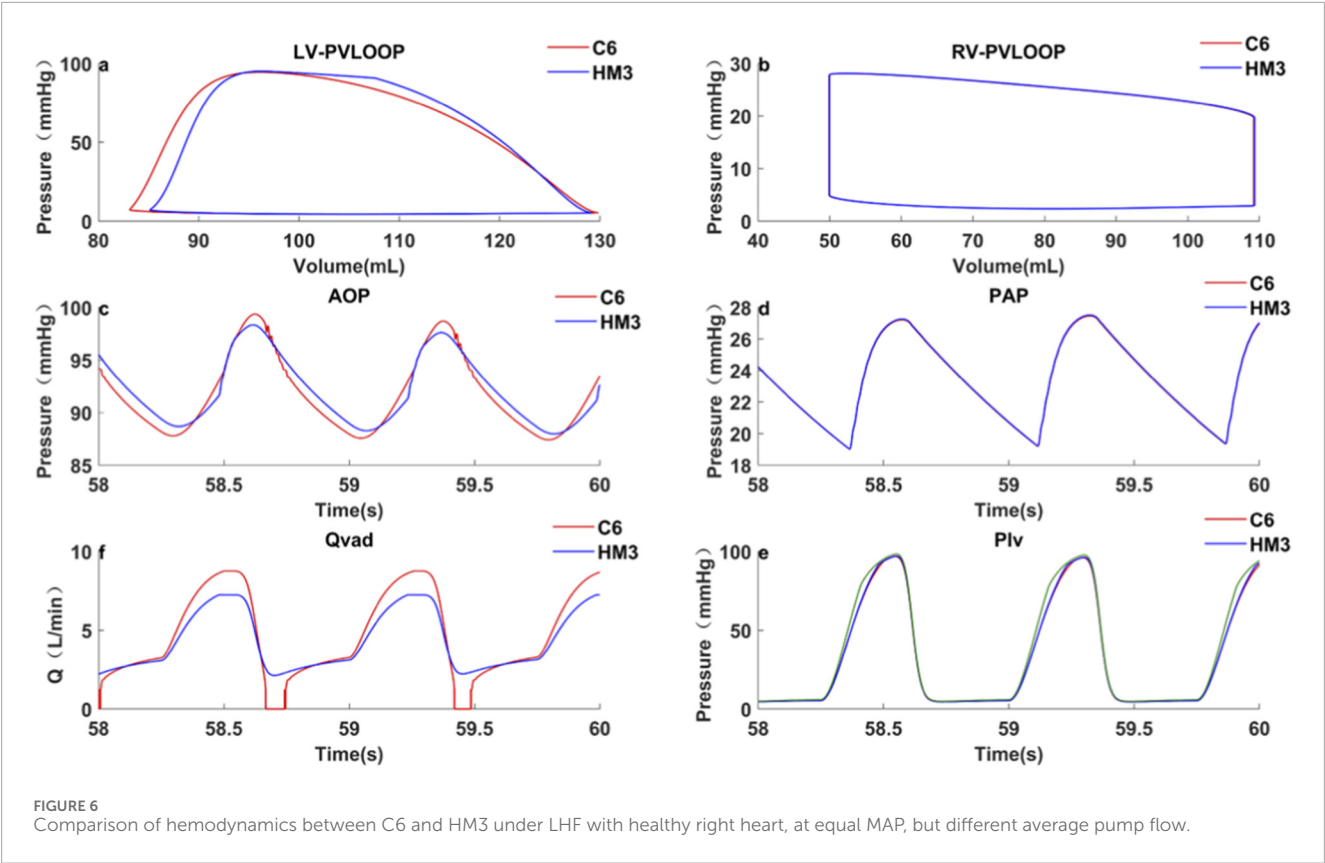 LV-PVLOOP
C6
HM3
a
100
50
0
Pressure（mmHg）
80 90 100 110 120 130
Volume(mL)
RV-PVLOOP
C6
HM3
b
30
20
10
0
Pressure（mmHg）
40 50 60 70 80 90 100 110
Volume(mL)
AOP
C6
HM3
c
100
95
90
85
Pressure（mmHg）
58 58.5 59 59.5 60
Time(s)
PAP
C6
HM3
d
28
26
24
22
20
18
Pressure（mmHg）
58 58.5 59 59.5 60
Time(s)
Qvad
C6
HM3
f
10
5
0
Q（L/min）
58 58.5 59 59.5 60
Time(s)
Plv
C6
HM3
e
100
50
0
Pressure（mmHg）
58 58.5 59 59.5 60
Time(s)
FIGURE 6
Comparison of hemodynamics between C6 and HM3 under LHF with healthy right heart, at equal MAP, but different average pump flow.